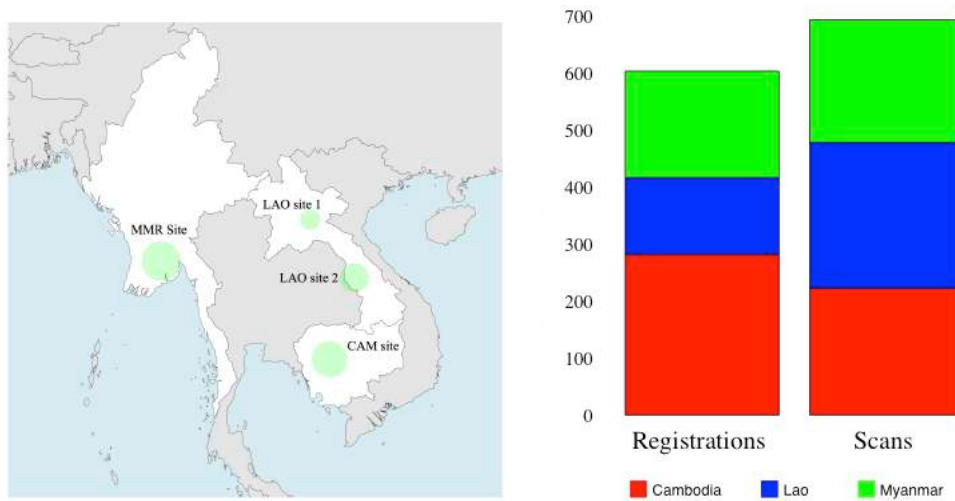 LAO site 1
MMR Site
LAO site 2
CAM site
700
600
500
400
300
200
100
0
Registrations Scans
Cambodia Lao Myanmar